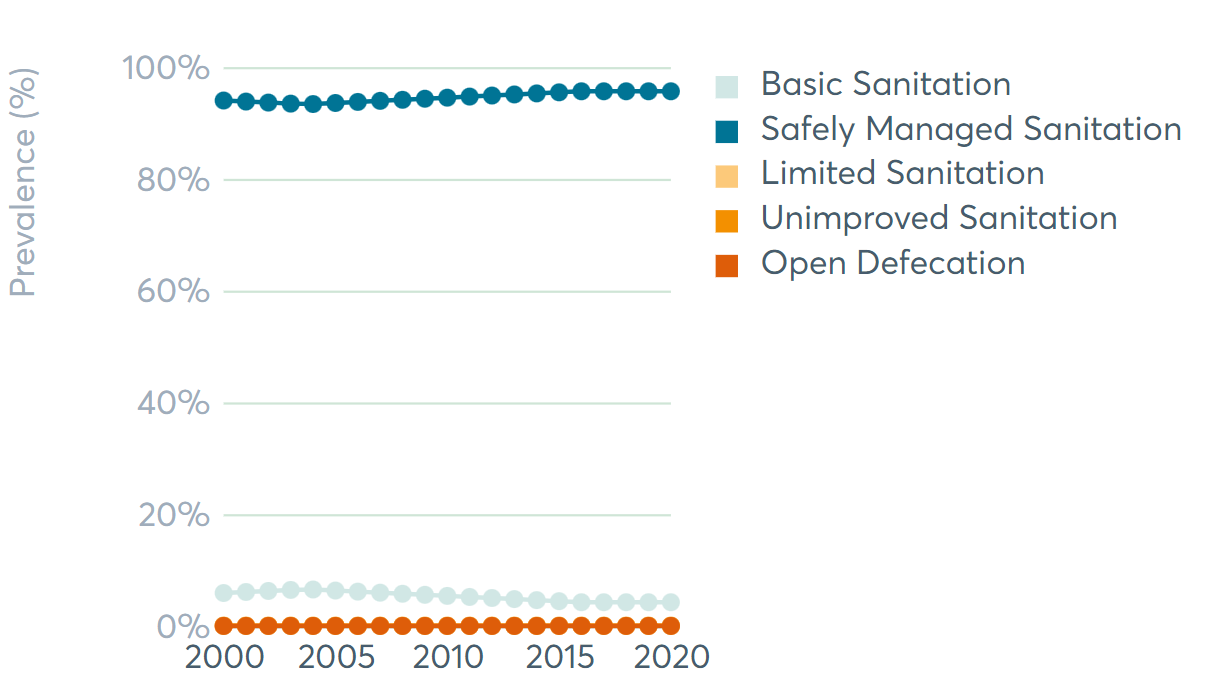 Prevalence (%)
100%
80%
60%
40%
20%
0%
2000 2005 2010 2015 2020
Basic Sanitation
Safely Managed Sanitation
Limited Sanitation
Unimproved Sanitation
Open Defecation